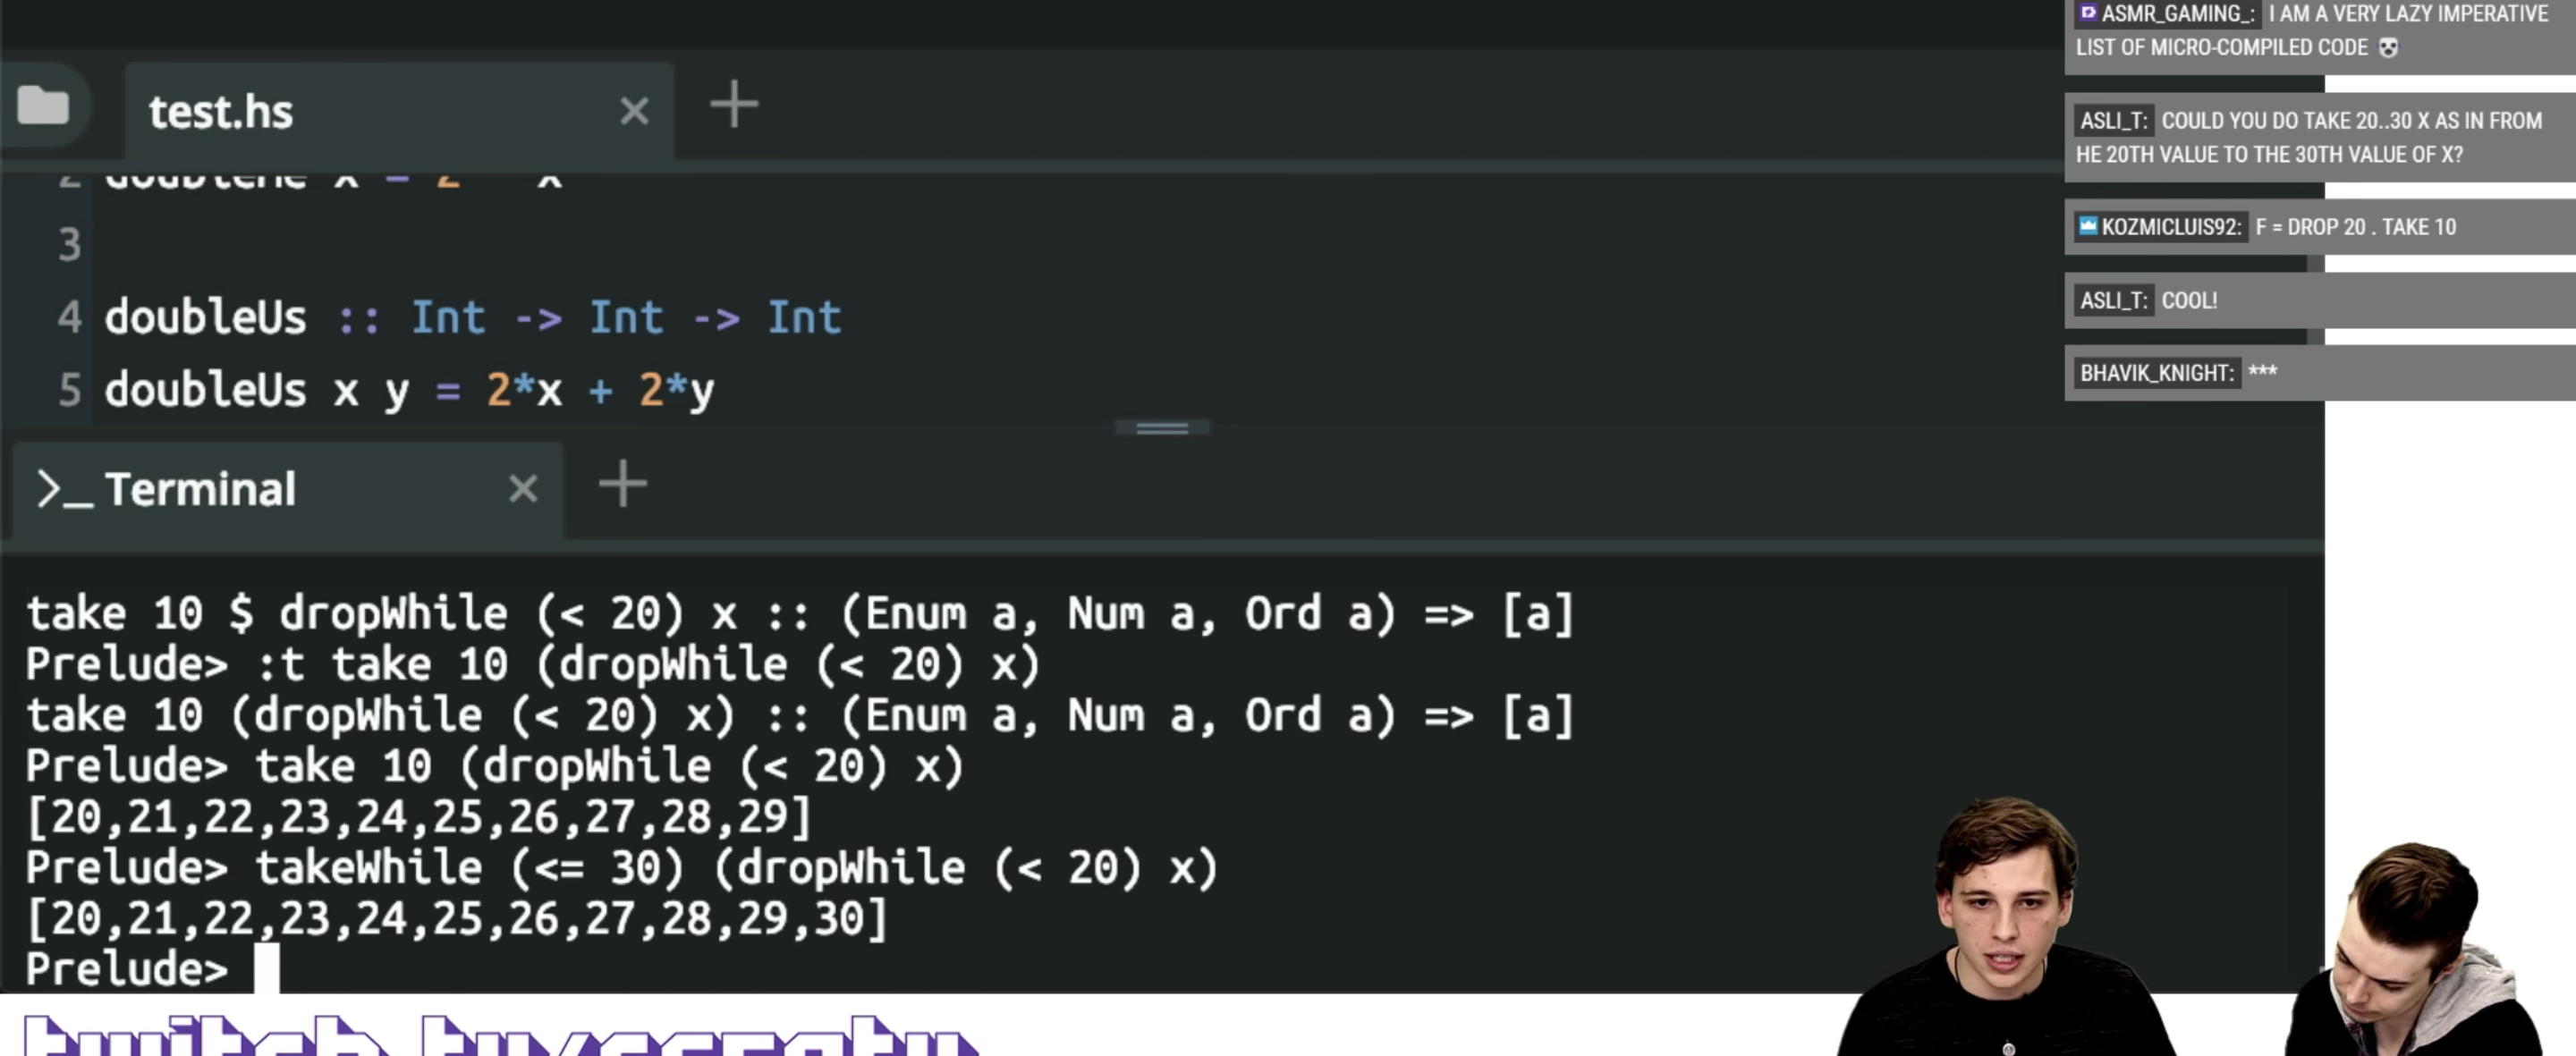 test.hs
2 doubleMe x = 2 * x
3
4 doubleUs :: Int -> Int -> Int
5 doubleUs x y = 2*x + 2*y
>_ Terminal
take 10 $ dropWhile (< 20) x :: (Enum a, Num a, Ord a) => [a]
Prelude> :t take 10 (dropWhile (< 20) x)
take 10 (dropWhile (< 20) x) :: (Enum a, Num a, Ord a) => [a]
Prelude> take 10 (dropWhile (< 20) x)
[20,21,22,23,24,25,26,27,28,29]
Prelude> takeWhile (<= 30) (dropWhile (< 20) x)
[20,21,22,23,24,25,26,27,28,29,30]
Prelude>
ASMR_GAMING_: I AM A VERY LAZY IMPERATIVE
LIST OF MICRO-COMPILED CODE
ASLI_T: COULD YOU DO TAKE 20..30 X AS IN FROM
HE 20TH VALUE TO THE 30TH VALUE OF X?
KOZMICLUIS92: F = DROP 20 . TAKE 10
ASLI_T: COOL!
BHAVIK_KNIGHT: ***